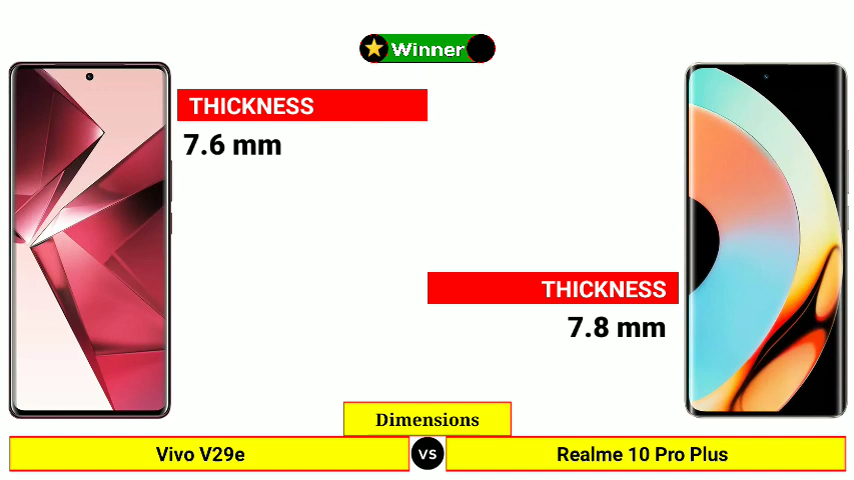 Winner
THICKNESS
7.6 mm
THICKNESS
7.8 mm
Dimensions
Vivo V29e
VS
Realme 10 Pro Plus